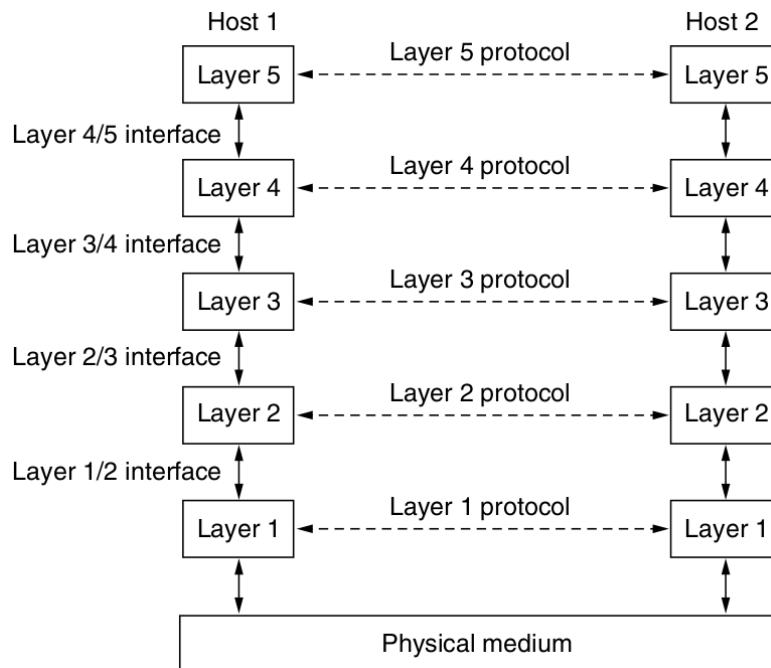 Host 1
Host 2
Layer 5
Layer 5 protocol
Layer 5
Layer 4/5 interface
Layer 4
Layer 4 protocol
Layer 4
Layer 3/4 interface
Layer 3
Layer 3 protocol
Layer 3
Layer 2/3 interface
Layer 2
Layer 2 protocol
Layer 2
Layer 1/2 interface
Layer 1
Layer 1 protocol
Layer 1
Physical medium